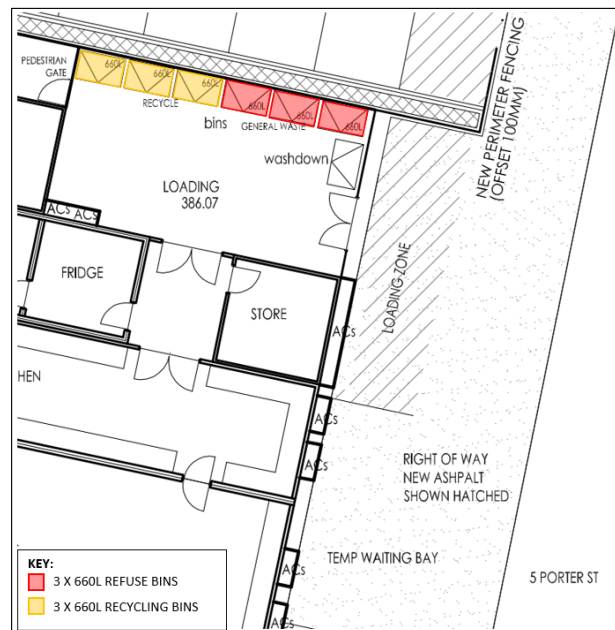 PEDESTRIAN
GATE
660L
660L
660L
RECYCLE
bins
660L
660L
660L
GENERAL WASTE
washdown
NEW PERIMETER FENCING
(OFFSET 100MM)
LOADING
386.07
ACs
ACs
FRIDGE
STORE
ACs
LOADING ZONE
HEN
ACs
ACs
RIGHT OF WAY
NEW ASHPALT
SHOWN HATCHED
TEMP WAITING BAY
ACs
5 PORTER ST
ACs
KEY:
3 X 660L REFUSE BINS
3 X 660L RECYCLING BINS